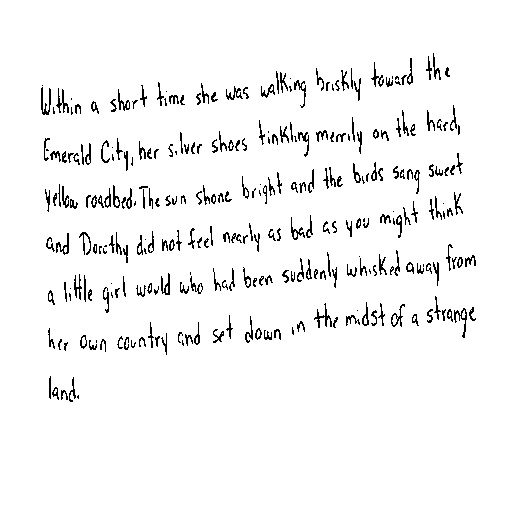 Within a short time she was walking briskly toward the
Emerald City, her silver shoes tinkling merrily on the hard,
yellow roadbed. The sun shone bright and the birds sang sweet
and Dorothy did not feel nearly as bad as you might think
a little girl would who had been suddenly whisked away from
her own country and set down in the midst of a strange
land.